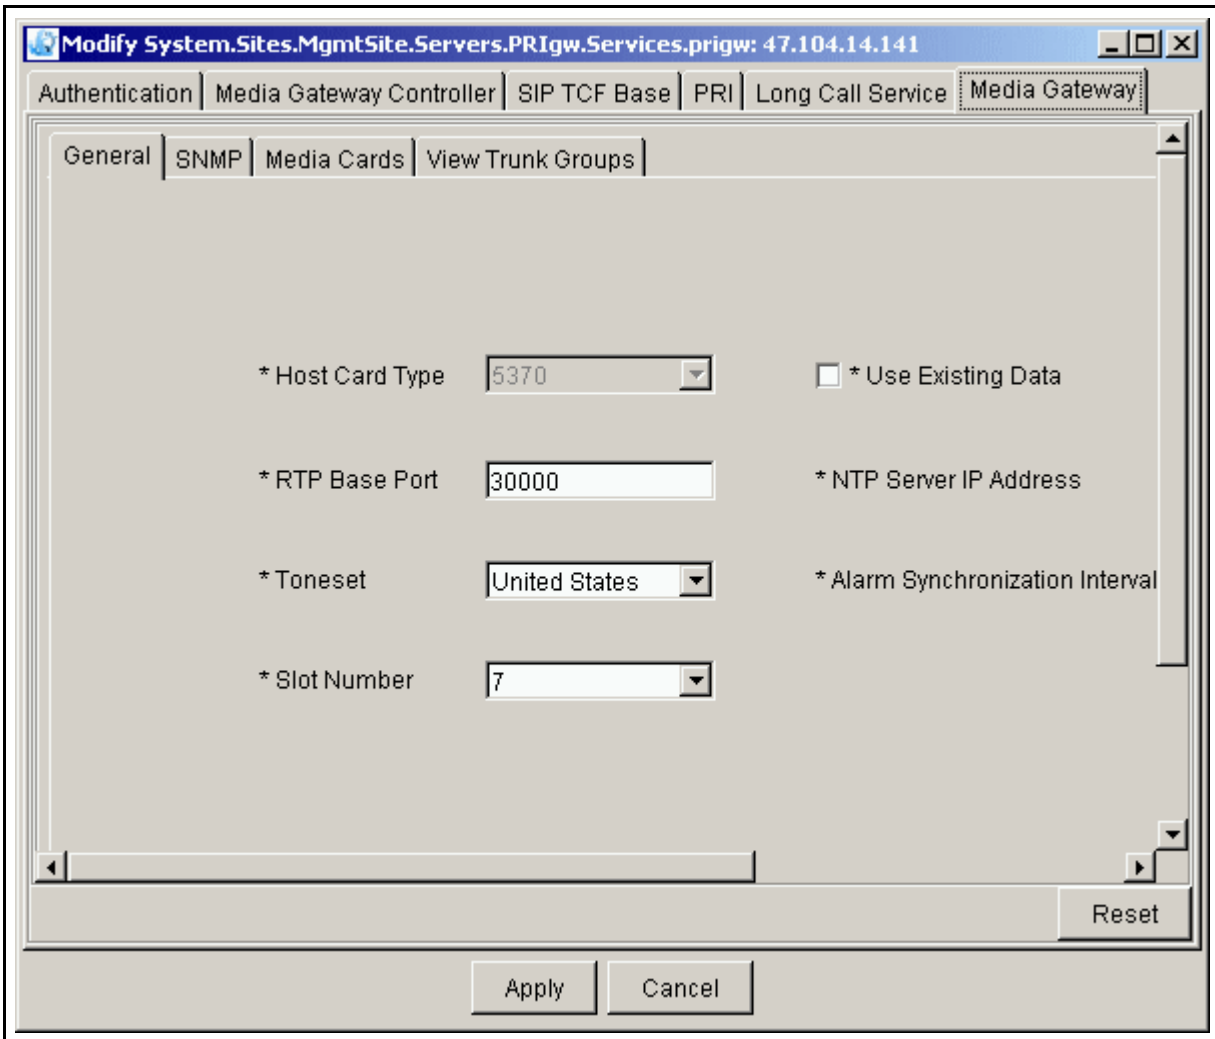 Modify System.Sites.MgmtSite.Servers.PRIgw.Services.prigw: 47.104.14.141
Authentication Media Gateway Controller SIP TCF Base PRI Long Call Service Media Gateway
General SNMP Media Cards View Trunk Groups
* Host Card Type 5370 * Use Existing Data
* RTP Base Port 30000 * NTP Server IP Address
* Toneset United States * Alarm Synchronization Interval
* Slot Number 7
Reset
Apply Cancel